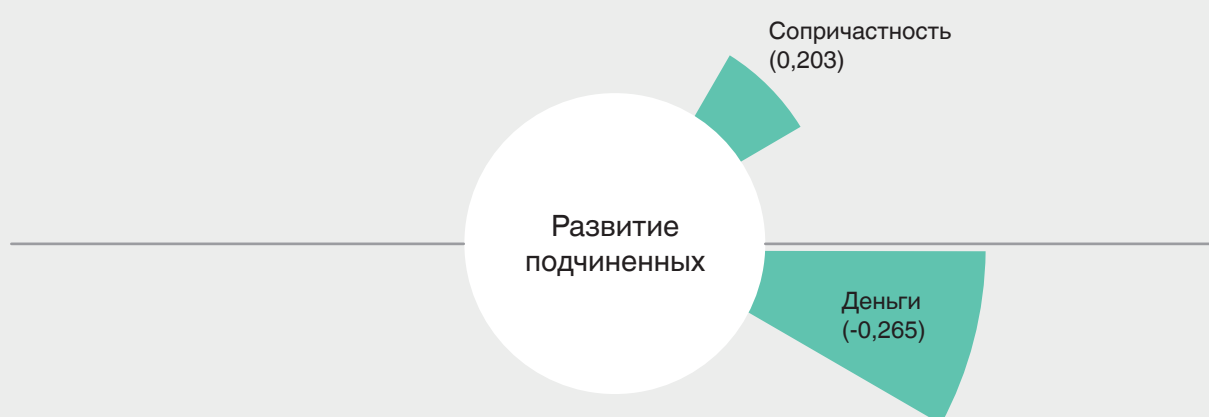 Сопричастность
(0,203)
Развитие
подчиненных
Деньги
(-0,265)